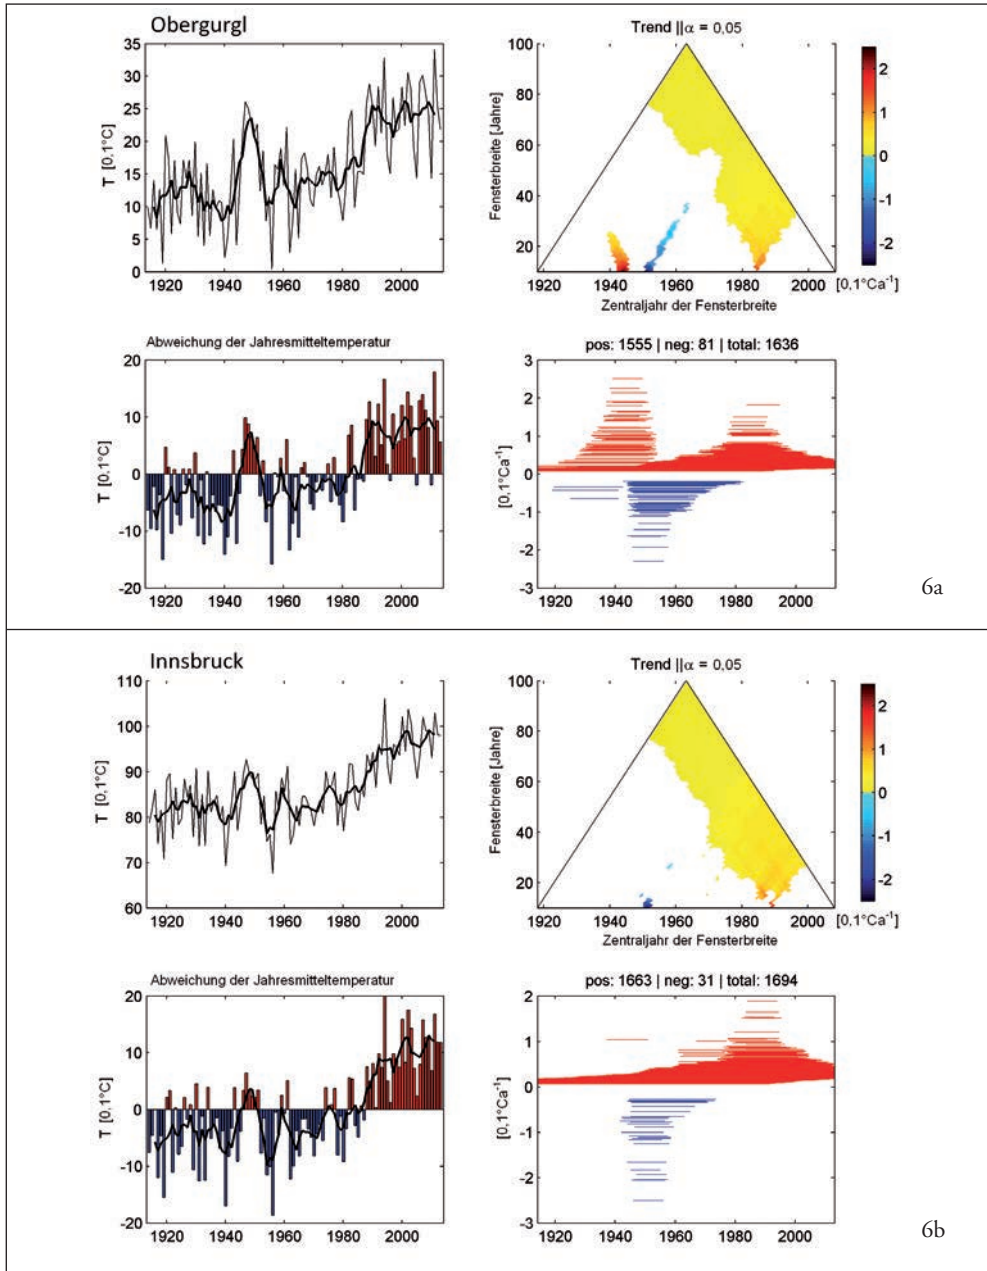 Obergurgl
35
30
25
20
15
10
5
0
T [0.1°C]
1920 1940 1960 1980 2000
Trend ||α = 0,05
100
80
60
40
20
Fensterbreite [Jahre]
1920 1940 1960 1980 2000
Zentraljahr der Fensterbreite
2
1
0
-1
-2
[0,1°Ca-1]
Abweichung der Jahresmitteltemperatur
20
10
0
-10
-20
T [0.1°C]
1920 1940 1960 1980 2000
pos: 1555 | neg: 81 | total: 1636
3
2
1
0
-1
-2
-3
[0,1°Ca-1]
1920 1940 1960 1980 2000
6a
Innsbruck
110
100
90
80
70
60
T [0.1°C]
1920 1940 1960 1980 2000
Trend ||α = 0,05
100
80
60
40
20
Fensterbreite [Jahre]
1920 1940 1960 1980 2000
Zentraljahr der Fensterbreite
2
1
0
-1
-2
[0,1°Ca-1]
Abweichung der Jahresmitteltemperatur
20
10
0
-10
-20
T [0.1°C]
1920 1940 1960 1980 2000
pos: 1663 | neg: 31 | total: 1694
2
1
0
-1
-2
-3
[0,1°Ca-1]
1920 1940 1960 1980 2000
6b